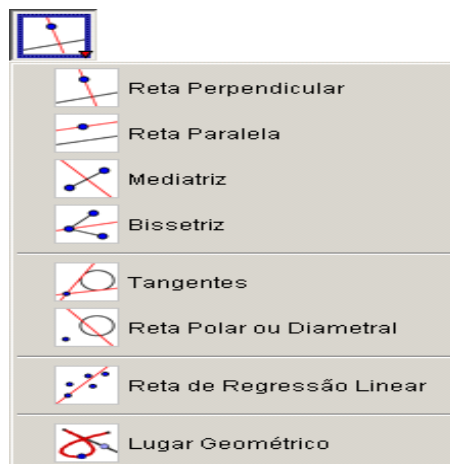 Reta Perpendicular
Reta Paralela
Mediatriz
Bissetriz
Tangentes
Reta Polar ou Diametral
Reta de Regressão Linear
Lugar Geométrico